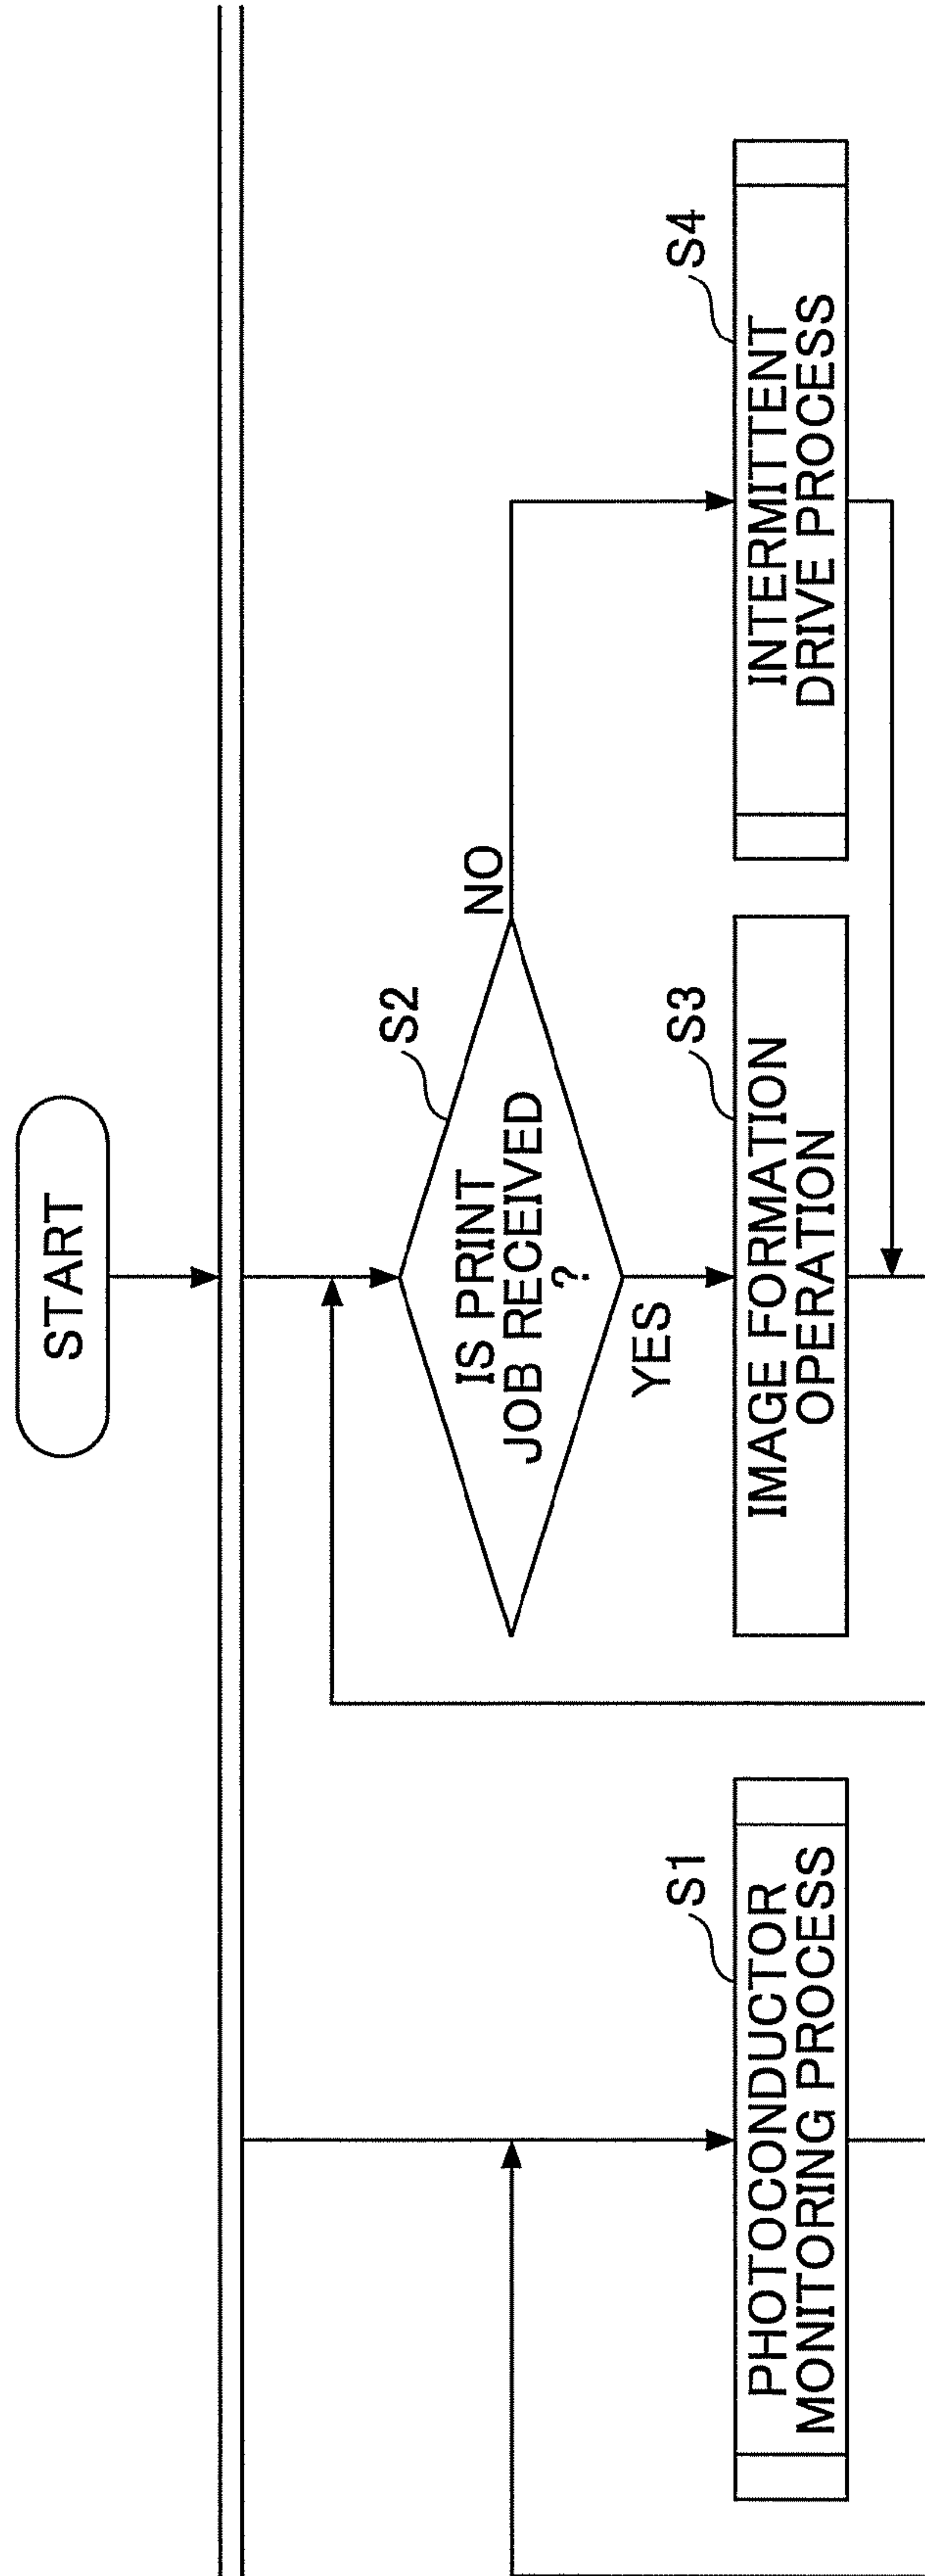 START
S2
IS PRINT
JOB RECEIVED
?
NO
YES
S1
PHOTOCONDUCTOR
MONITORING PROCESS
S3
IMAGE FORMATION
OPERATION
S4
INTERMITTENT
DRIVE PROCESS